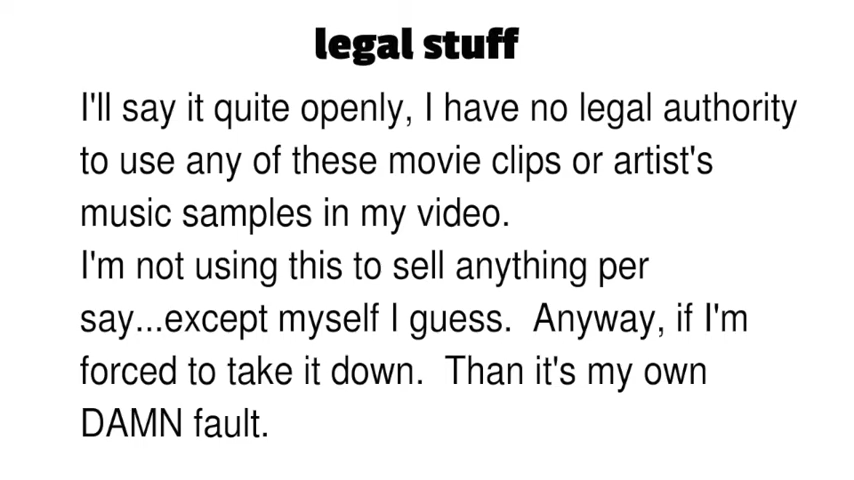 legal stuff
I'll say it quite openly, I have no legal authority
to use any of these movie clips or artist's
music samples in my video.
I'm not using this to sell anything per
say...except myself I guess.  Anyway, if I'm
forced to take it down.  Than it's my own
DAMN fault.